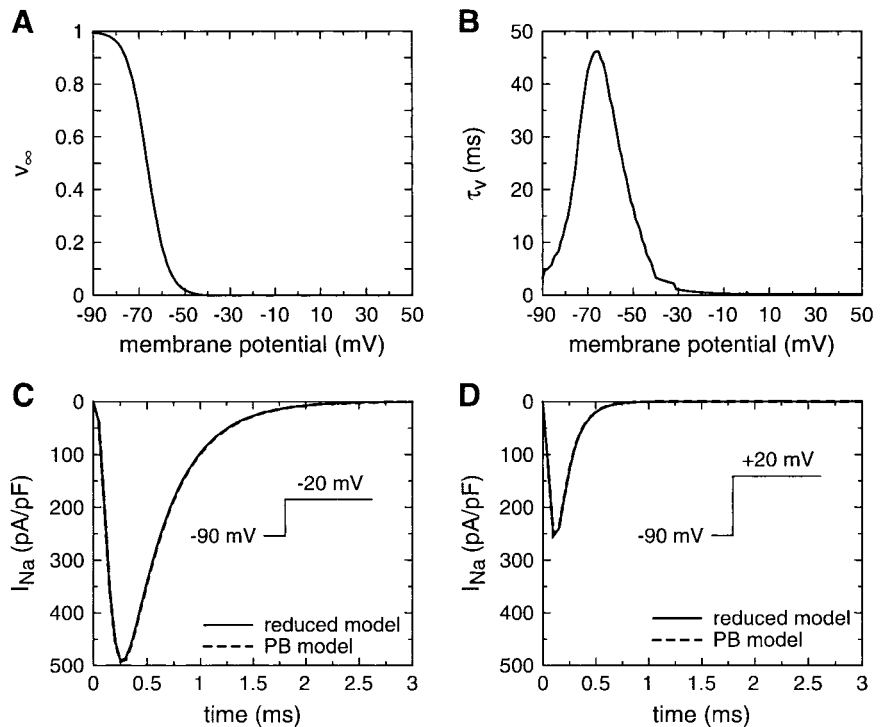 A
1
0.8
0.6
0.4
0.2
0
v∞
-90 -70 -50 -30 -10 10 30 50
membrane potential (mV)
B
50
40
30
20
10
0
τv (ms)
-90 -70 -50 -30 -10 10 30 50
membrane potential (mV)
C
0
100
200
300
400
500
INa (pA/pF)
-20 mV
-90 mV
reduced model
PB model
0 0.5 1.0 1.5 2 2.5 3
time (ms)
D
0
100
200
300
400
500
INa (pA/pF)
+20 mV
-90 mV
reduced model
PB model
0 0.5 1.0 1.5 2 2.5 3
time (ms)